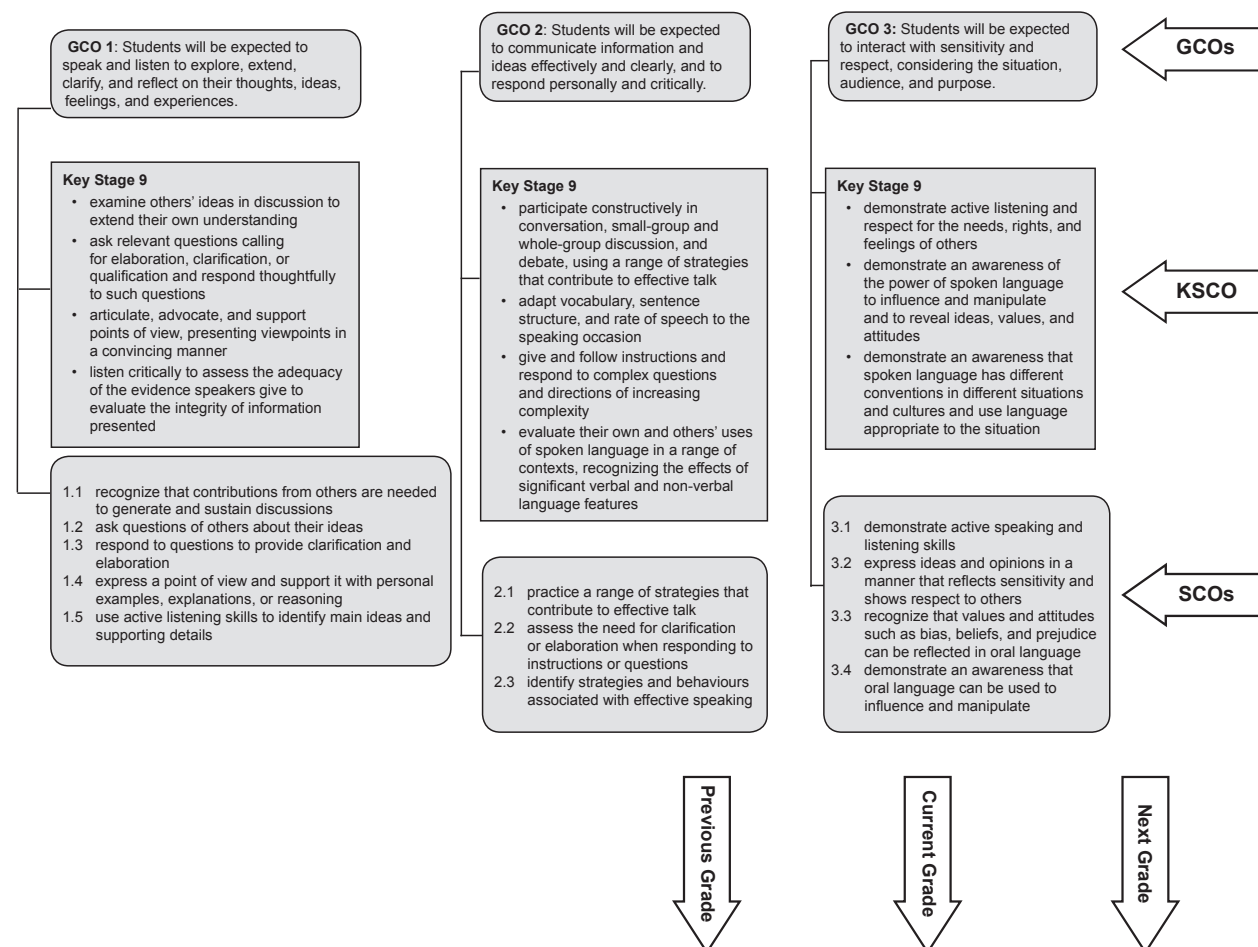 GCO 1: Students will be expected to
speak and listen to explore, extend,
clarify, and reflect on their thoughts, ideas,
feelings, and experiences.
GCO 2: Students will be expected
to communicate information and
ideas effectively and clearly, and to
respond personally and critically.
GCO 3: Students will be expected
to interact with sensitivity and
respect, considering the situation,
audience, and purpose.
GCOs
Key Stage 9
• examine others’ ideas in discussion to
extend their own understanding
• ask relevant questions calling
for elaboration, clarification, or
qualification and respond thoughtfully
to such questions
• articulate, advocate, and support
points of view, presenting viewpoints in
a convincing manner
• listen critically to assess the adequacy
of the evidence speakers give to
evaluate the integrity of information
presented
Key Stage 9
• participate constructively in
conversation, small-group and
whole-group discussion, and
debate, using a range of strategies
that contribute to effective talk
• adapt vocabulary, sentence
structure, and rate of speech to the
speaking occasion
• give and follow instructions and
respond to complex questions
and directions of increasing
complexity
• evaluate their own and others’ uses
of spoken language in a range of
contexts, recognizing the effects of
significant verbal and non-verbal
language features
Key Stage 9
• demonstrate active listening and
respect for the needs, rights, and
feelings of others
• demonstrate an awareness of
the power of spoken language
to influence and manipulate
and to reveal ideas, values, and
attitudes
• demonstrate an awareness that
spoken language has different
conventions in different situations
and cultures and use language
appropriate to the situation
KSCO
1.1 recognize that contributions from others are needed
to generate and sustain discussions
1.2 ask questions of others about their ideas
1.3 respond to questions to provide clarification and
elaboration
1.4 express a point of view and support it with personal
examples, explanations, or reasoning
1.5 use active listening skills to identify main ideas and
supporting details
2.1 practice a range of strategies that
contribute to effective talk
2.2 assess the need for clarification
or elaboration when responding to
instructions or questions
2.3 identify strategies and behaviours
associated with effective speaking
3.1 demonstrate active speaking and
listening skills
3.2 express ideas and opinions in a
manner that reflects sensitivity and
shows respect to others
3.3 recognize that values and attitudes
such as bias, beliefs, and prejudice
can be reflected in oral language
3.4 demonstrate an awareness that
oral language can be used to
influence and manipulate
SCOs
Previous Grade
Current Grade
Next Grade